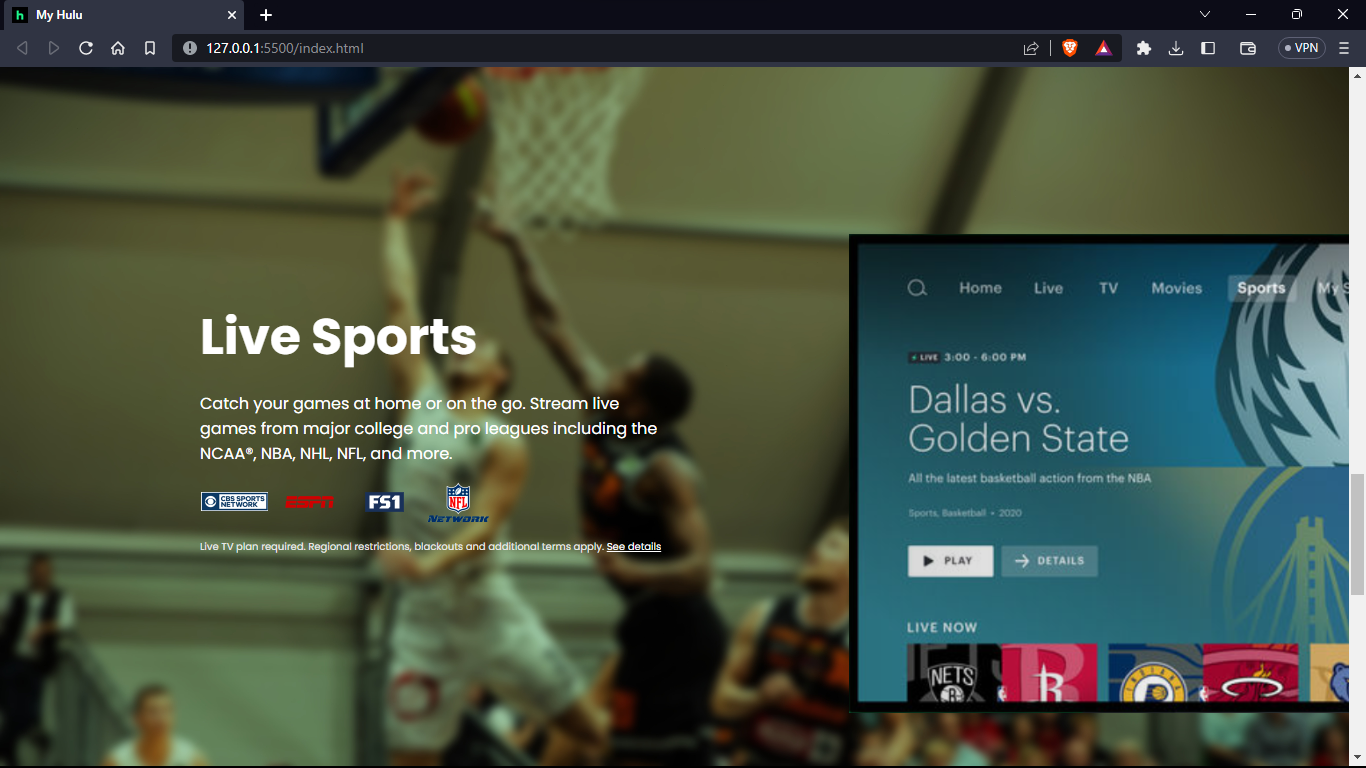 My Hulu
127.0.0.1:5500/index.html
VPN
Home Live TV Movies Sports My S
LIVE 3:00 - 6:00 PM
Live Sports
Dallas vs.
Golden State
Catch your games at home or on the go. Stream live
games from major college and pro leagues including the
NCAA®, NBA, NHL, NFL, and more.
All the latest basketball action from the NBA
CBS SPORTS
NETWORK
ESPN
FS1
NFL
NETWORK
Sports, Basketball • 2020
Live TV plan required. Regional restrictions, blackouts and additional terms apply. See details
PLAY
DETAILS
LIVE NOW
NETS
B
R
P